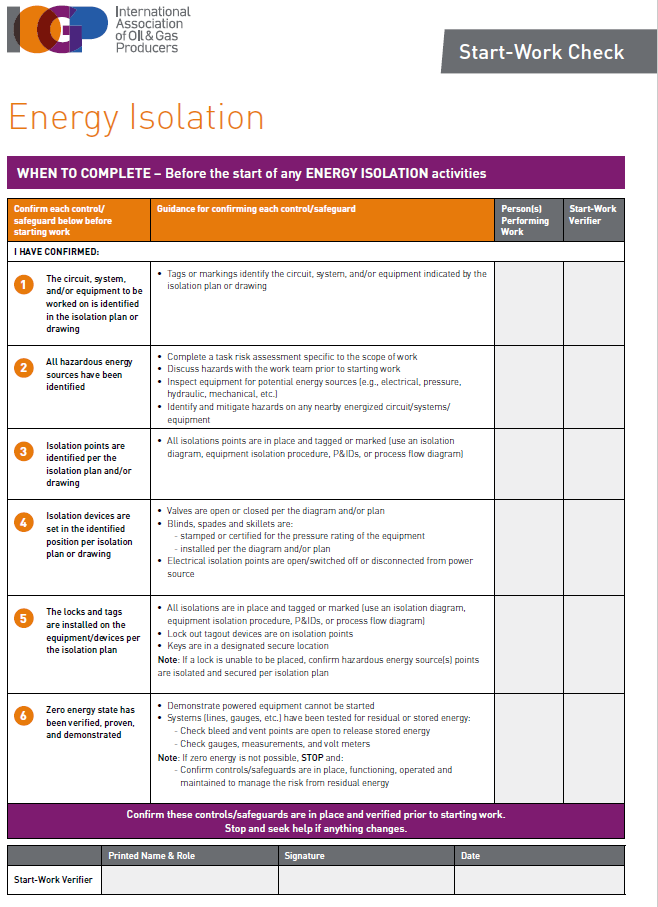 IOGP
International
Association
of Oil & Gas
Producers
Start-Work Check
Energy Isolation
WHEN TO COMPLETE – Before the start of any ENERGY ISOLATION activities
Confirm each control/
safeguard below before
starting work
Guidance for confirming each control/safeguard
Person(s)
Performing
Work
Start-Work
Verifier
I HAVE CONFIRMED:
1
The circuit, system,
and/or equipment to be
worked on is identified
in the isolation plan or
drawing
• Tags or markings identify the circuit, system, and/or equipment indicated by the
isolation plan or drawing
2
All hazardous energy
sources have been
identified
• Complete a task risk assessment specific to the scope of work
• Discuss hazards with the work team prior to starting work
• Inspect equipment for potential energy sources (e.g., electrical, pressure,
hydraulic, mechanical, etc.)
• Identify and mitigate hazards on any nearby energized circuit/systems/
equipment
3
Isolation points are
identified per the
isolation plan and/or
drawing
• All isolations points are in place and tagged or marked (use an isolation
diagram, equipment isolation procedure, P&IDs, or process flow diagram)
4
Isolation devices are
set in the identified
position per isolation
plan or drawing
• Valves are open or closed per the diagram and/or plan
• Blinds, spades and skillets are:
- stamped or certified for the pressure rating of the equipment
- installed per the diagram and/or plan
• Electrical isolation points are open/switched off or disconnected from power
source
5
The locks and tags
are installed on the
equipment/devices per
the isolation plan
• All isolations are in place and tagged or marked (use an isolation diagram,
equipment isolation procedure, P&IDs, or process flow diagram)
• Lock out tagout devices are on isolation points
• Keys are in a designated secure location
Note: If a lock is unable to be placed, confirm hazardous energy source(s) points
are isolated and secured per isolation plan
6
Zero energy state has
been verified, proven,
and demonstrated
• Demonstrate powered equipment cannot be started
• Systems (lines, gauges, etc.) have been tested for residual or stored energy:
- Check bleed and vent points are open to release stored energy
- Check gauges, measurements, and volt meters
Note: If zero energy is not possible, STOP and:
- Confirm controls/safeguards are in place, functioning, operated and
maintained to manage the risk from residual energy
Confirm these controls/safeguards are in place and verified prior to starting work.
Stop and seek help if anything changes.
Printed Name & Role
Signature
Date
Start-Work Verifier